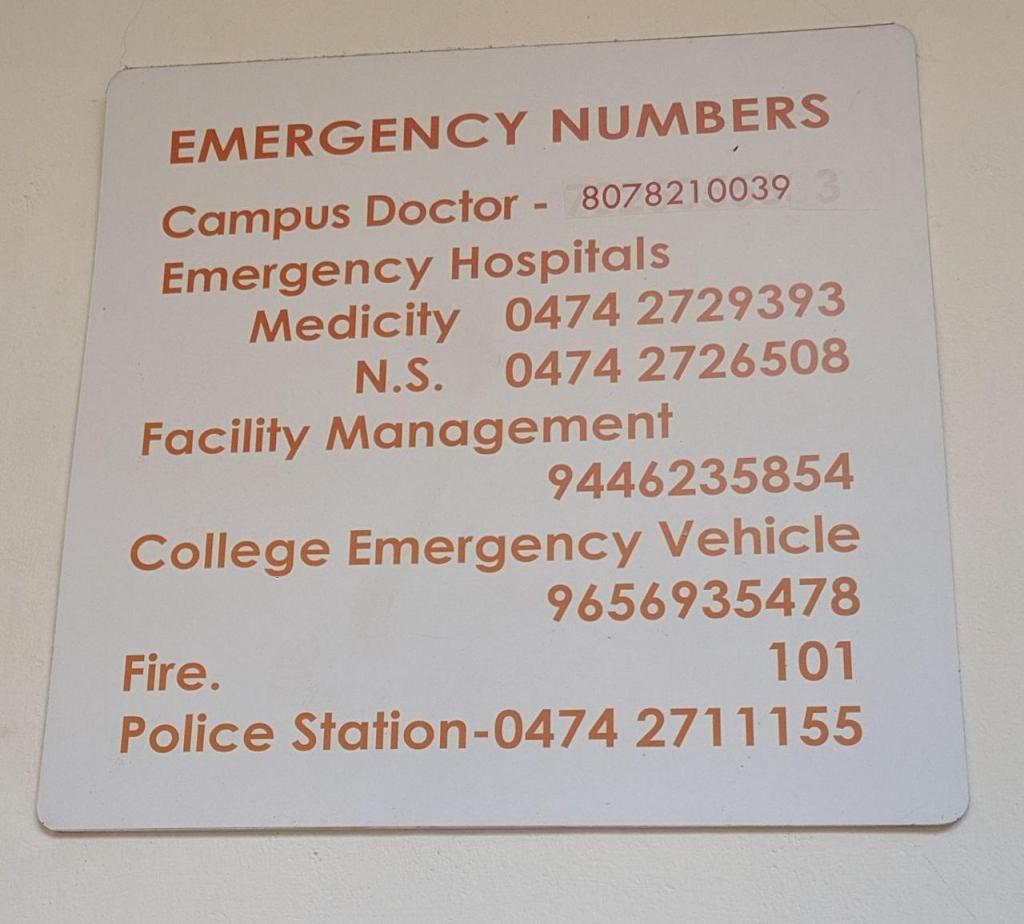 EMERGENCY NUMBERS
Campus Doctor - 8078210039
Emergency Hospitals
Medicity 0474 2729393
N.S. 0474 2726508
Facility Management
9446235854
College Emergency Vehicle
9656935478
Fire. 101
Police Station-0474 2711155